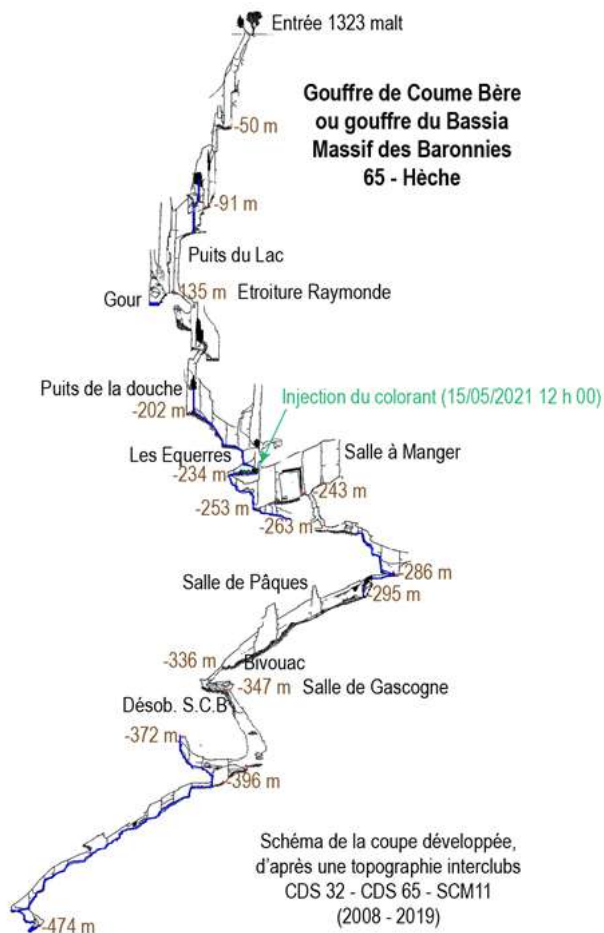 Entrée 1323 malt
Gouffre de Coume Bère
ou gouffre du Bassia
Massif des Baronnies
65 - Hèche
-50 m
-91 m
Puits du Lac
-135 m
Etroiture Raymonde
Gour
Puits de la douche
-202 m
Injection du colorant (15/05/2021 12 h 00)
Les Equerres
-234 m
Salle à Manger
-243 m
-253 m
-263 m
-286 m
Salle de Pâques
-295 m
-336 m
Bivouac
-347 m
Salle de Gascogne
Désob. S.C.B
-372 m
-396 m
Schéma de la coupe développée,
d'après une topographie interclubs
CDS 32 - CDS 65 - SCM11
(2008 - 2019)
-474 m